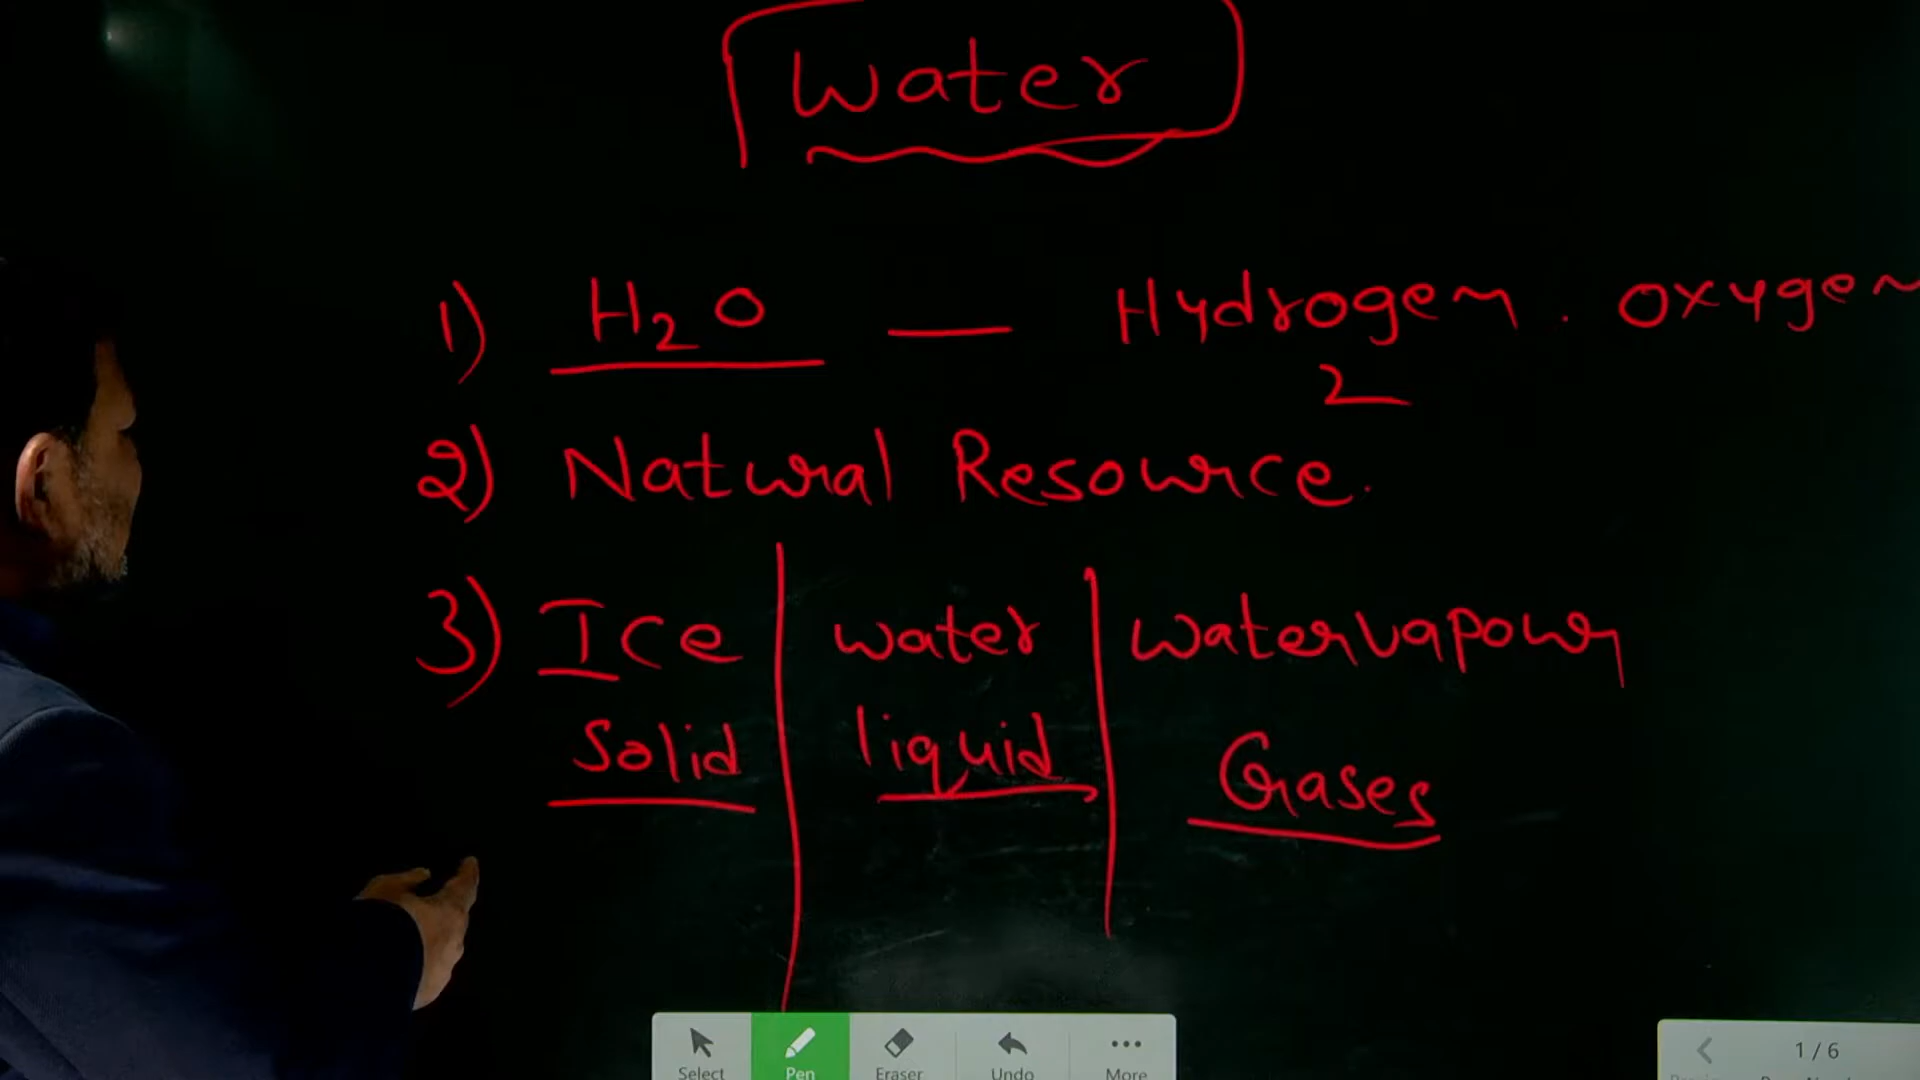 Water
1) H2O — Hydrogen . Oxygen
2
2) Natural Resource.
3) Ice | water | watervapour
Solid | liquid | Gases
Select Pen Eraser Undo More
1 / 6